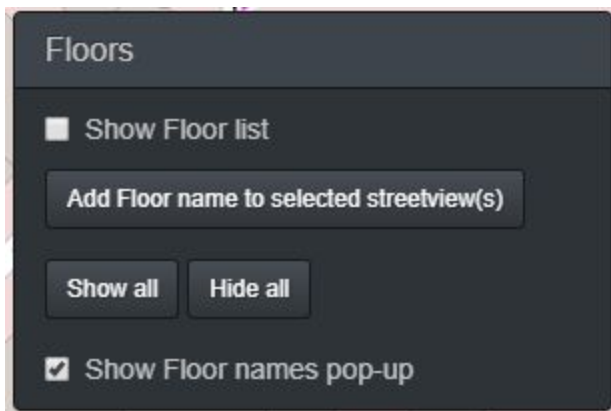 Floors
Show Floor list
Add Floor name to selected streetview(s)
Show all Hide all
Show Floor names pop-up